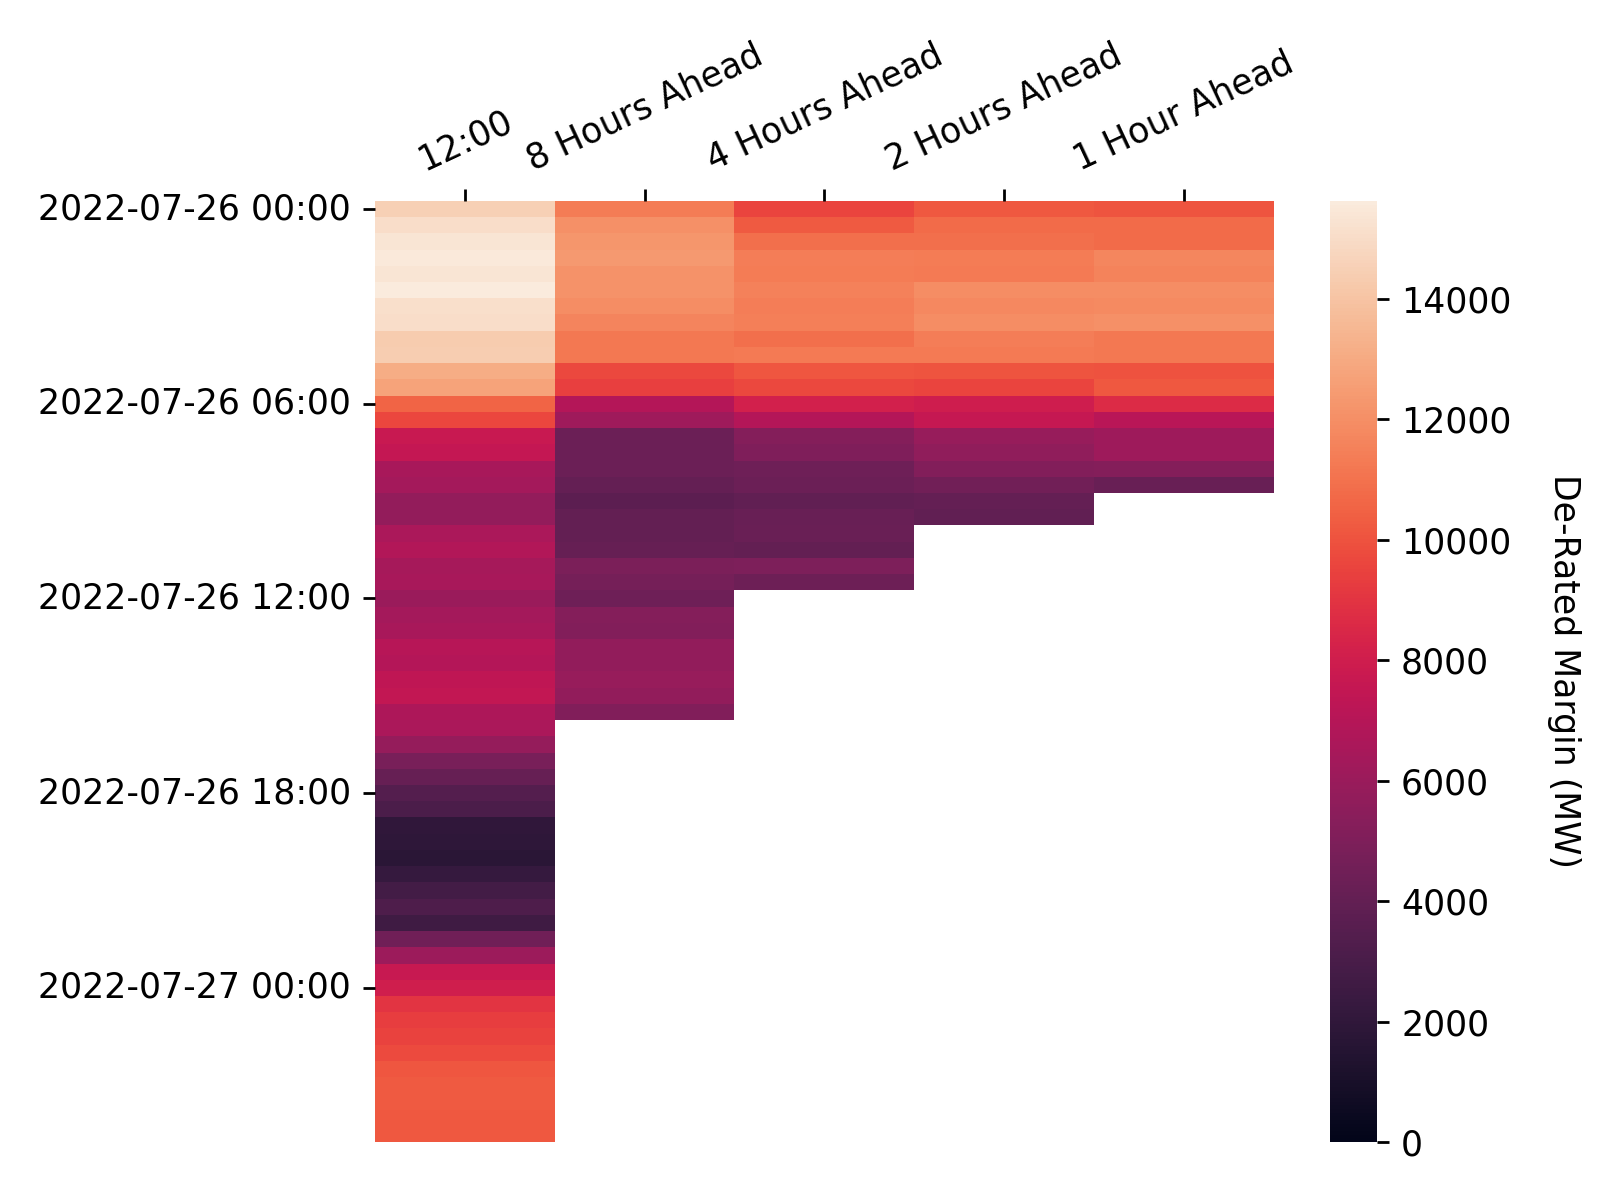 12:00
8 Hours Ahead
4 Hours Ahead
2 Hours Ahead
1 Hour Ahead
2022-07-26 00:00
2022-07-26 06:00
2022-07-26 12:00
2022-07-26 18:00
2022-07-27 00:00
14000
12000
10000
8000
6000
4000
2000
0
De-Rated Margin (MW)